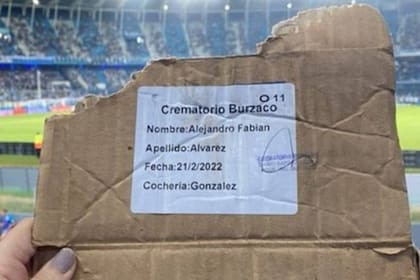 O 11
Crematorio Burzaco
Nombre:Alejandro Fabian
Apellido:Alvarez
Fecha:21/2/2022
Cochería:Gonzalez